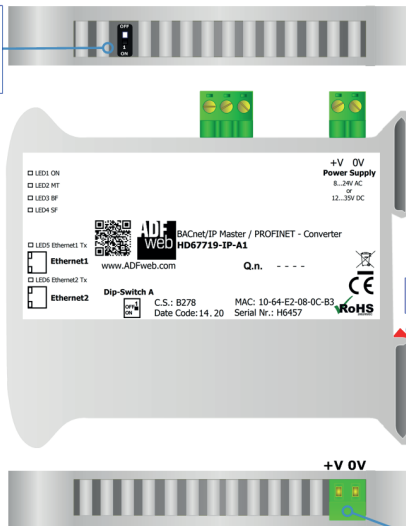 OFF
1
ON
+V 0V
Power Supply
8...24V AC
or
12...35V DC
LED1 ON
LED2 MT
LED3 BF
LED4 SF
ADF
web
BACnet/IP Master / PROFINET - Converter
HD67719-IP-A1
www.ADFweb.com
Q.n. - - - -
LED5 Ethernet1 Tx
Ethernet1
LED6 Ethernet2 Tx
Ethernet2
Dip-Switch A
OFF 1
ON
C.S.: B278
Date Code: 14.20
MAC: 10-64-E2-08-0C-B3
Serial Nr.: H6457
CE
RoHS
+V 0V